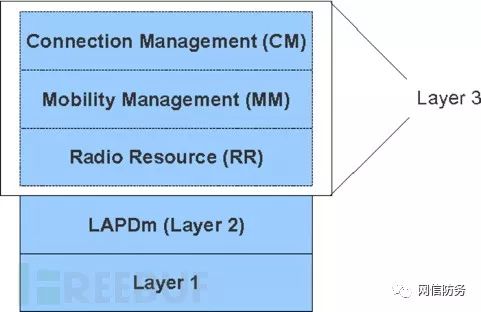 Connection Management (CM)
Mobility Management (MM)
Layer 3
Radio Resource (RR)
LAPDm (Layer 2)
Layer 1
REEBUF
网信防务